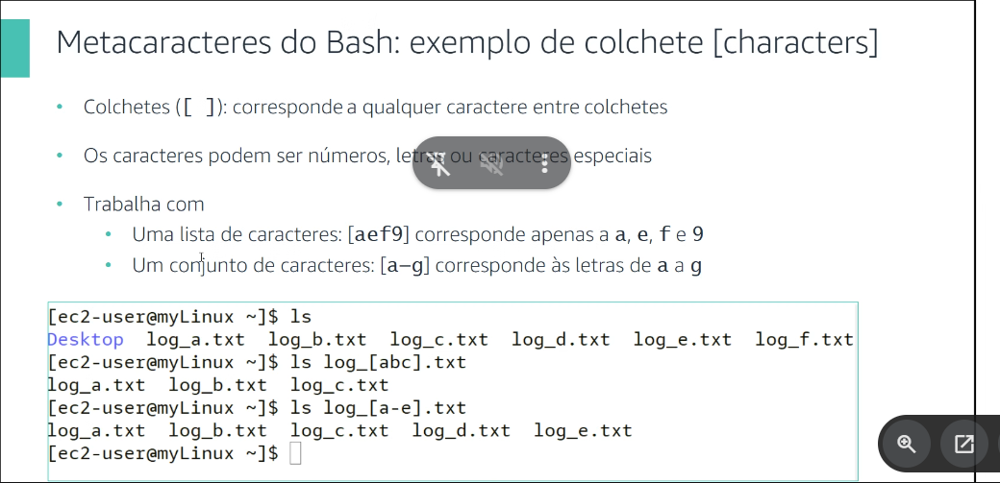 Metacaracteres do Bash: exemplo de colchete [characters]
• Colchetes ([ ]): corresponde a qualquer caractere entre colchetes
• Os caracteres podem ser números, letras ou caracteres especiais
• Trabalha com
• Uma lista de caracteres: [aef9] corresponde apenas a a, e, f e 9
• Um conjunto de caracteres: [a–g] corresponde às letras de a a g
[ec2-user@myLinux ~]$ ls
Desktop log_a.txt log_b.txt log_c.txt log_d.txt log_e.txt log_f.txt
[ec2-user@myLinux ~]$ ls log_[abc].txt
log_a.txt log_b.txt log_c.txt
[ec2-user@myLinux ~]$ ls log_[a-e].txt
log_a.txt log_b.txt log_c.txt log_d.txt log_e.txt
[ec2-user@myLinux ~]$